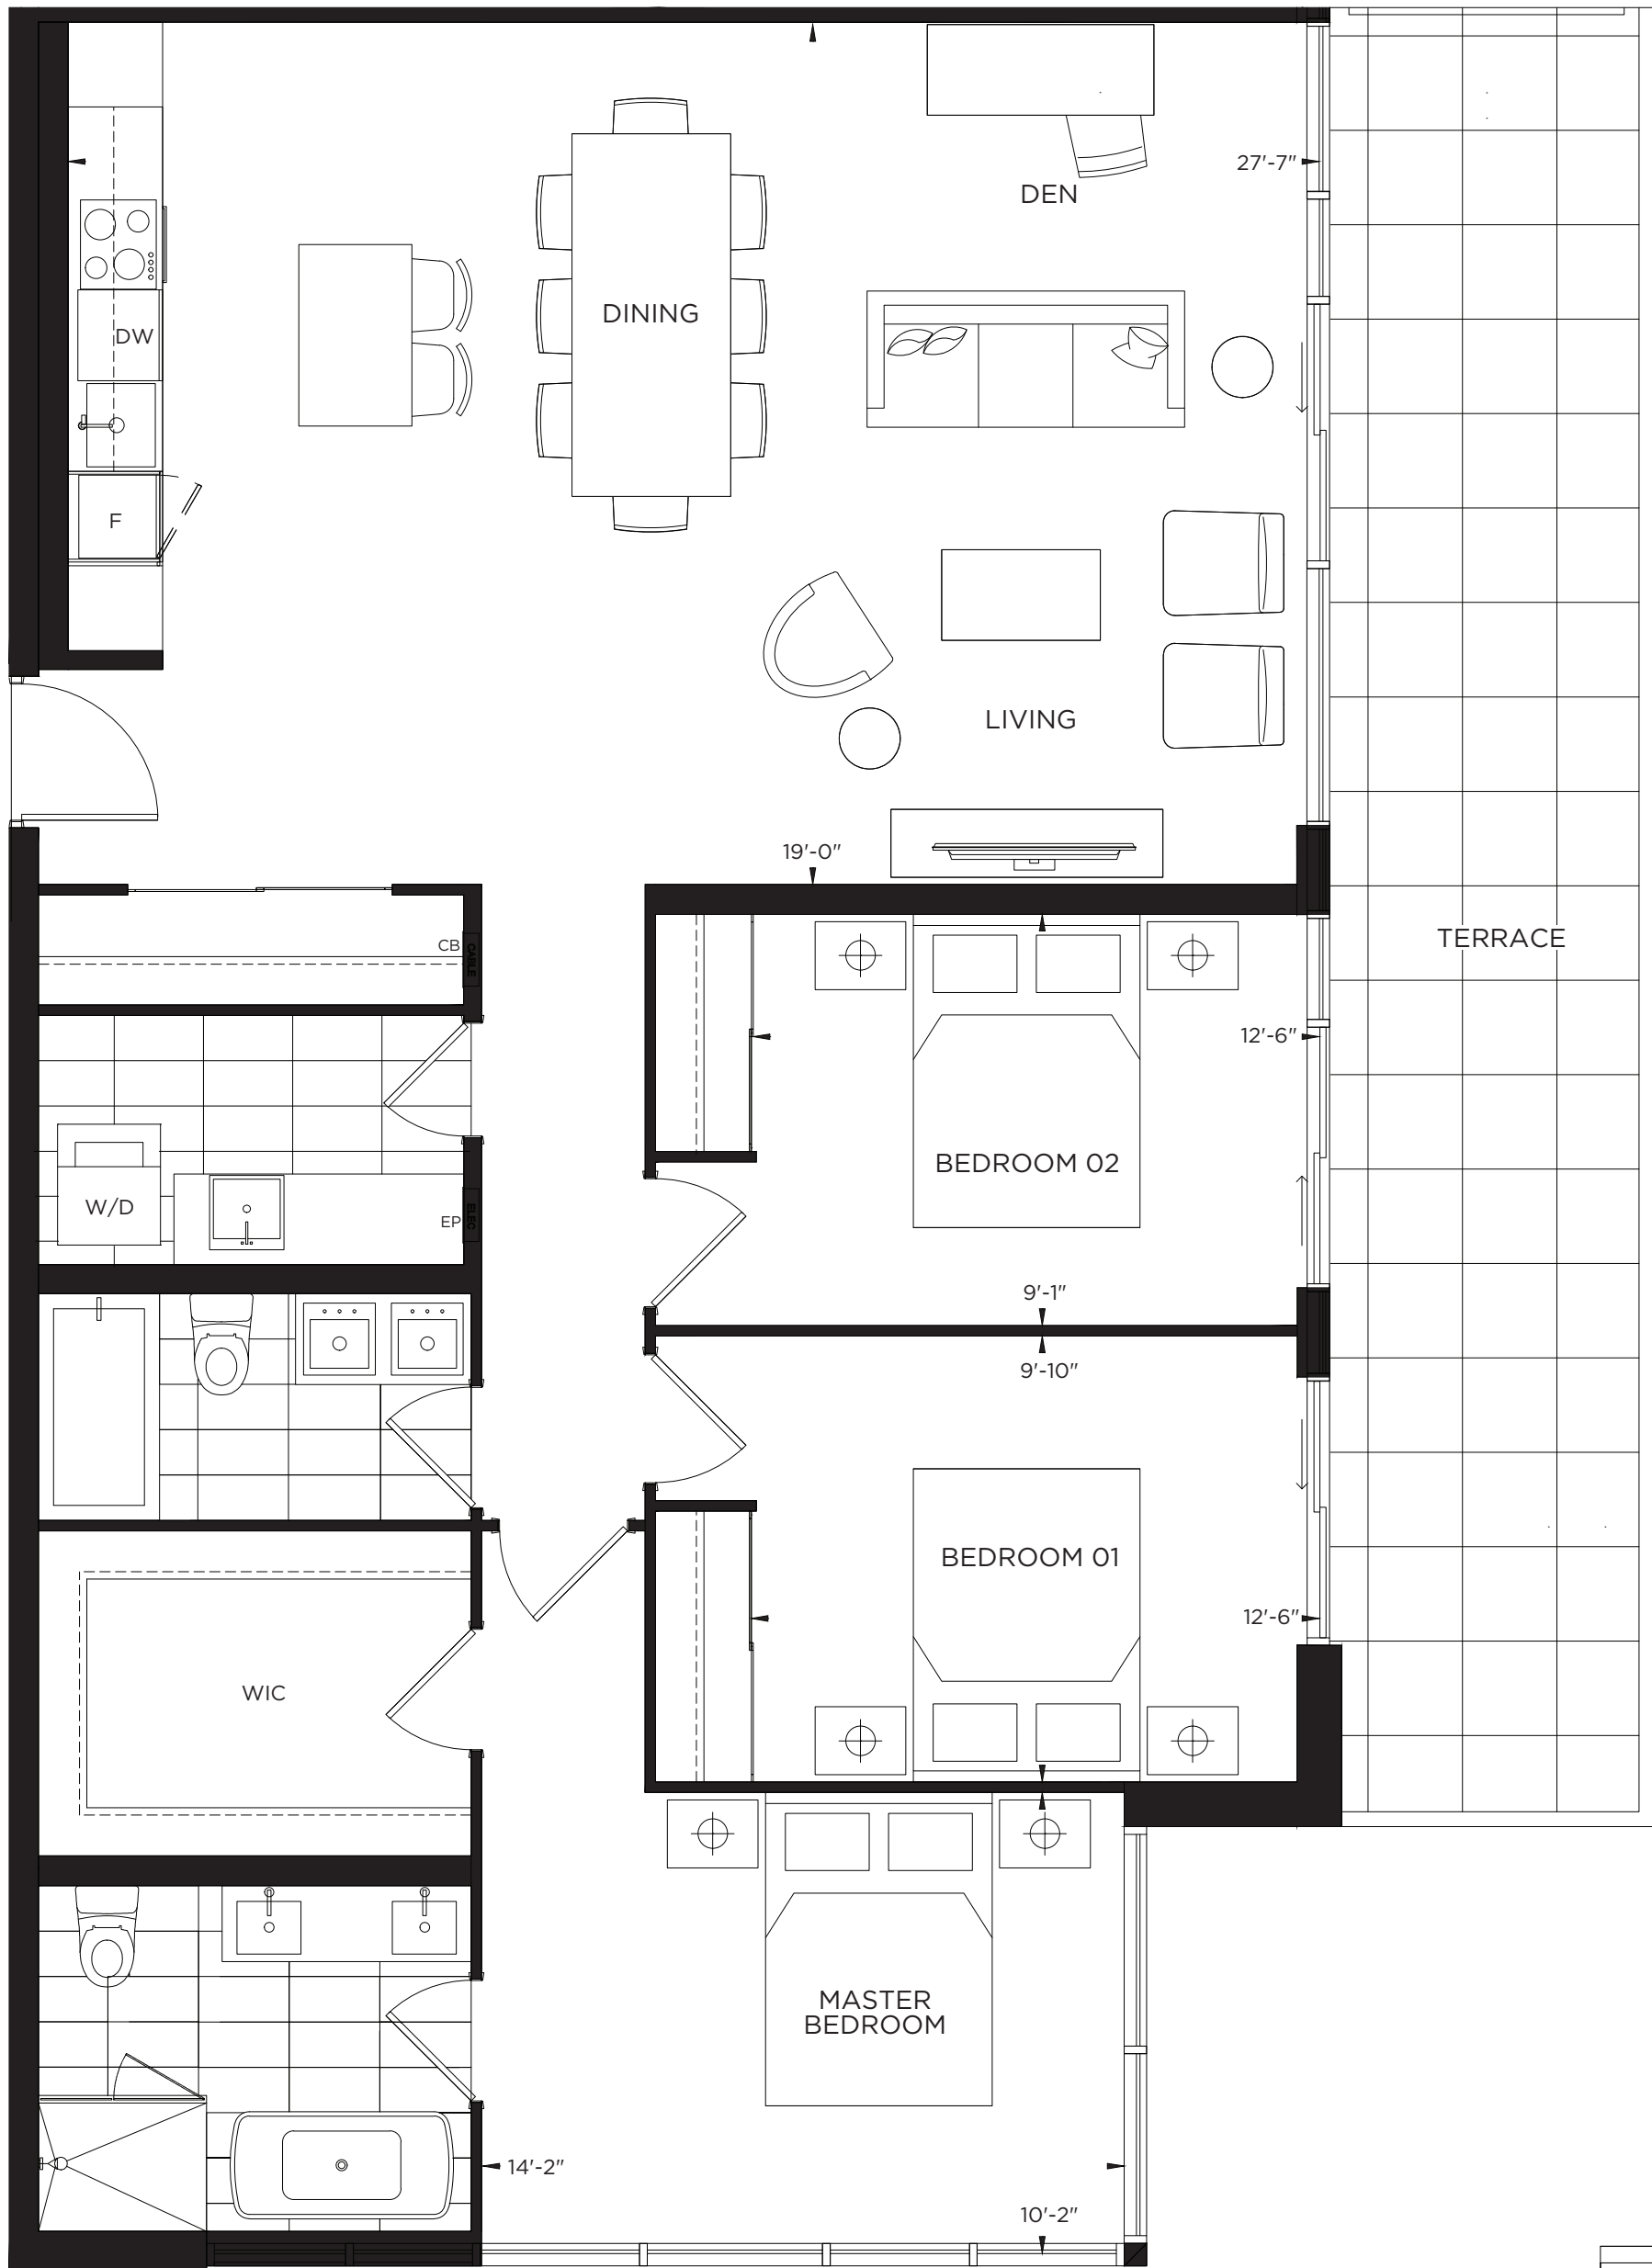 27'-7"
DEN
DINING
DW
F
LIVING
19'-0"
CB
CABLE
TERRACE
12'-6"
BEDROOM 02
W/D
EP
ELEC
9'-1"
9'-10"
BEDROOM 01
12'-6"
WIC
MASTER
BEDROOM
14'-2"
10'-2"